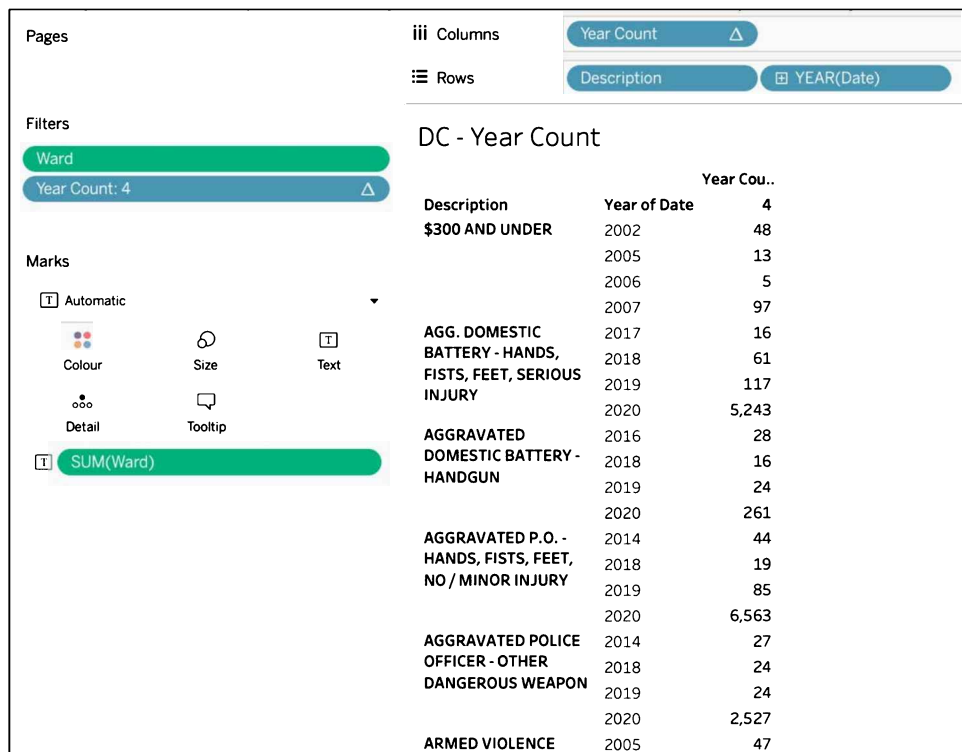 Pages
iii Columns
Year Count Δ
Rows
Description
YEAR(Date)
Filters
Ward
Year Count: 4 Δ
Marks
T Automatic
Colour
Size
T
Text
Detail
Tooltip
T SUM(Ward)
DC - Year Count
Year Cou..
Description Year of Date 4
$300 AND UNDER 2002 48
2005 13
2006 5
2007 97
AGG. DOMESTIC 2017 16
BATTERY - HANDS, 2018 61
FISTS, FEET, SERIOUS 2019 117
INJURY 2020 5,243
AGGRAVATED 2016 28
DOMESTIC BATTERY - 2018 16
HANDGUN 2019 24
2020 261
AGGRAVATED P.O. - 2014 44
HANDS, FISTS, FEET, 2018 19
NO / MINOR INJURY 2019 85
2020 6,563
AGGRAVATED POLICE 2014 27
OFFICER - OTHER 2018 24
DANGEROUS WEAPON 2019 24
2020 2,527
ARMED VIOLENCE 2005 47